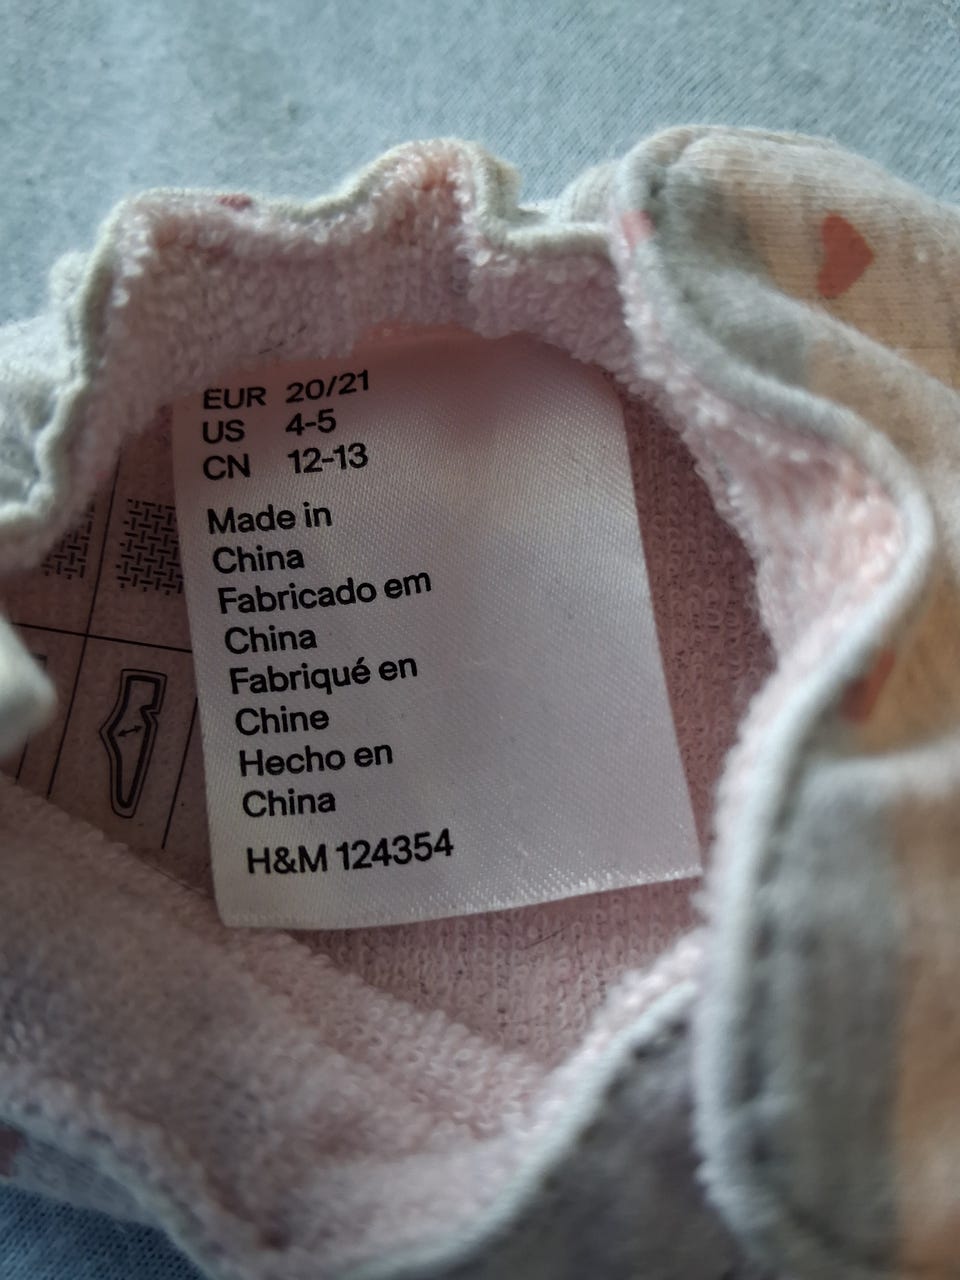 EUR 20/21
US 4-5
CN 12-13
Made in
China
Fabricado em
China
Fabriqué en
Chine
Hecho en
China
H&M 124354